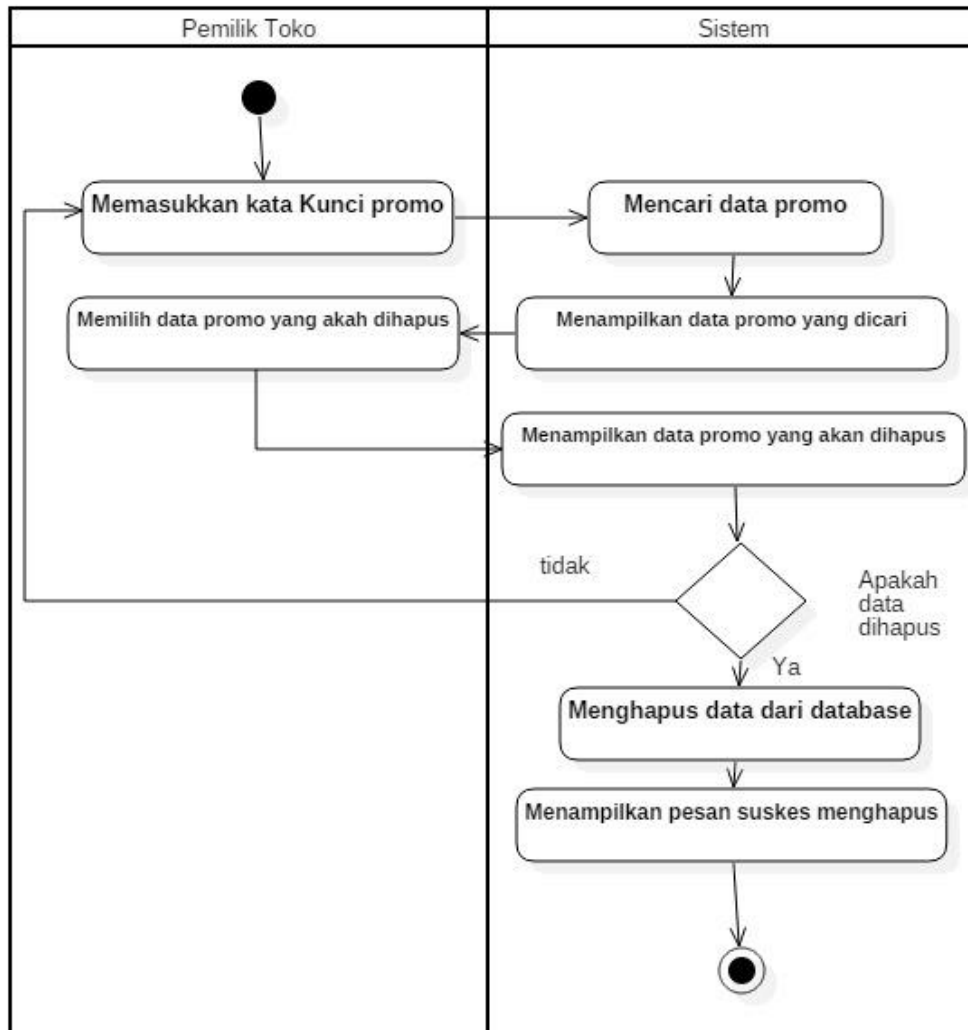 Pemilik Toko
Sistem
Memasukkan kata Kunci promo
Mencari data promo
Memilih data promo yang akah dihapus
Menampilkan data promo yang dicari
Menampilkan data promo yang akan dihapus
tidak
Apakah
data
dihapus
Ya
Menghapus data dari database
Menampilkan pesan suskes menghapus